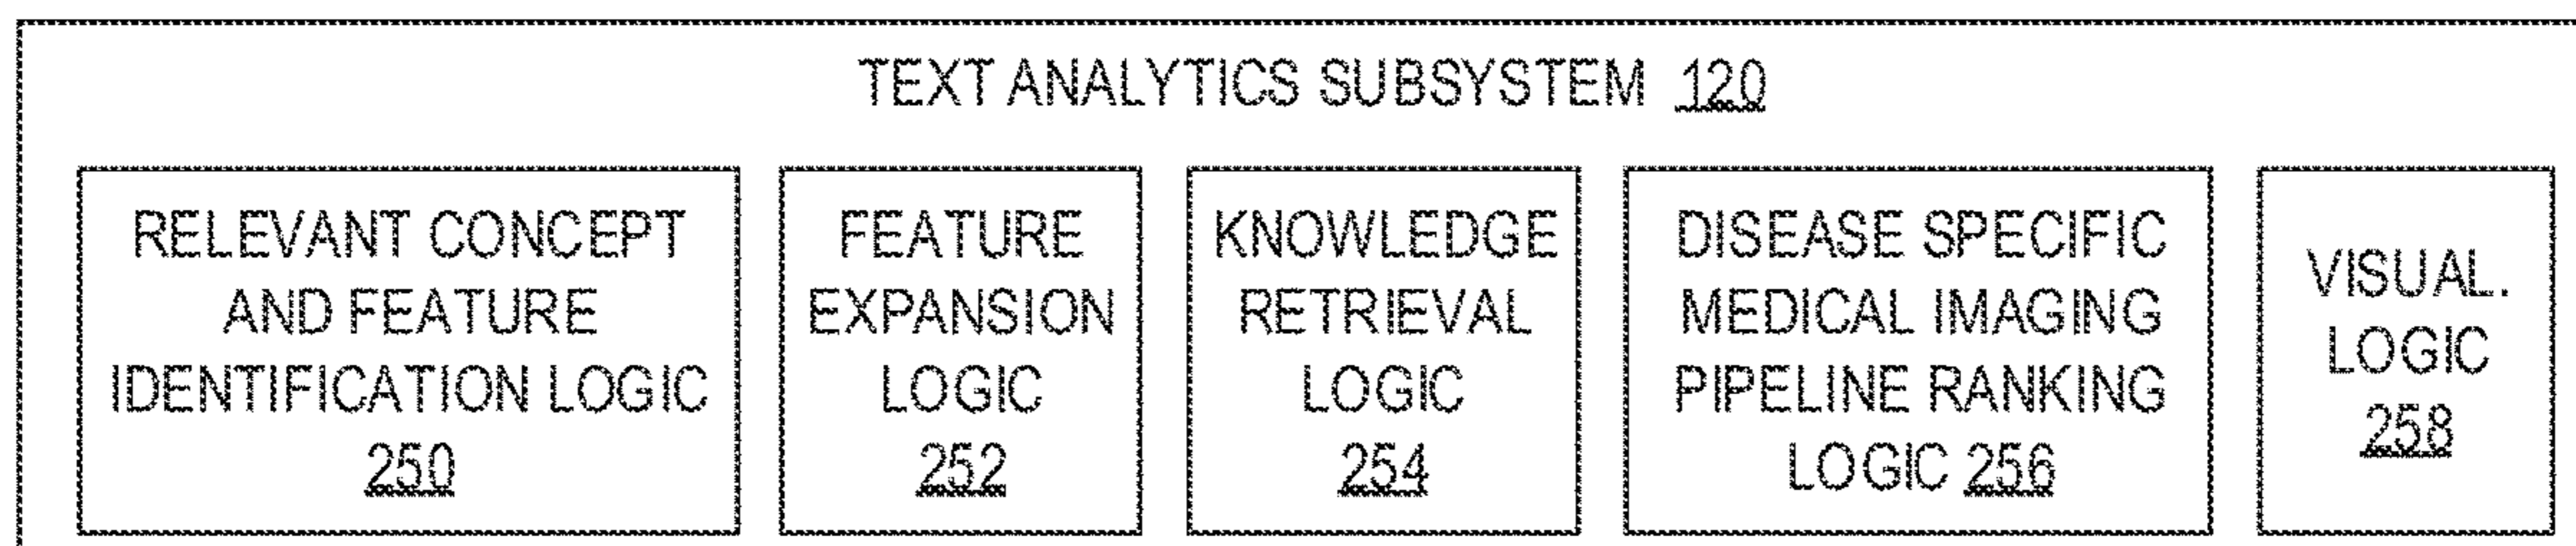 TEXT ANALYTICS SUBSYSTEM 120
RELEVANT CONCEPT
AND FEATURE
IDENTIFICATION LOGIC
250
FEATURE
EXPANSION
LOGIC
252
KNOWLEDGE
RETRIEVAL
LOGIC
254
DISEASE SPECIFIC
MEDICAL IMAGING
PIPELINE RANKING
LOGIC 256
VISUAL.
LOGIC
258